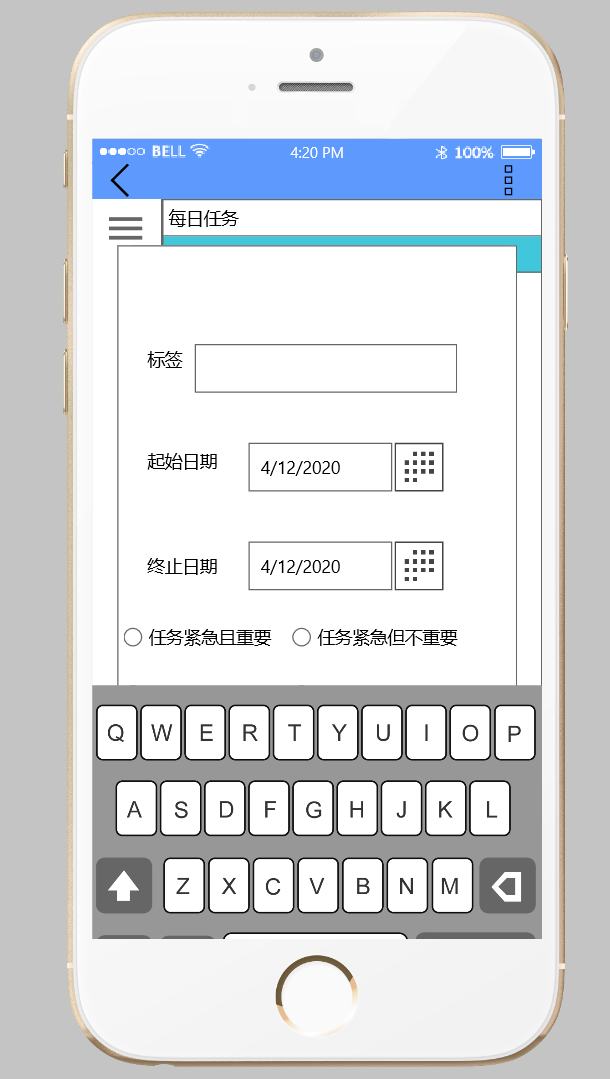 BELL 4:20 PM 100%
每日任务
标签
起始日期 4/12/2020
终止日期 4/12/2020
任务紧急且重要 任务紧急但不重要
Q W E R T Y U I O P
A S D F G H J K L
Z X C V B N M